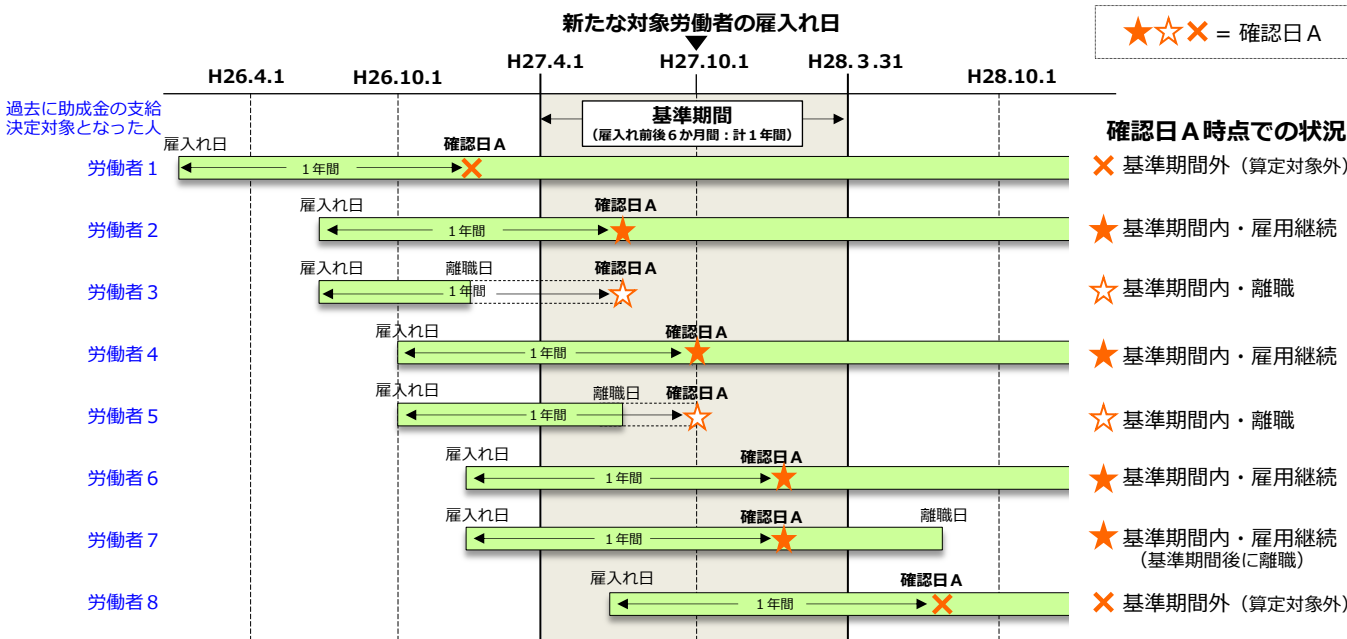 新たな対象労働者の雇入れ日
★☆✕ = 確認日A
H26.4.1
H26.10.1
H27.4.1
H27.10.1
H28.3.31
H28.10.1
過去に助成金の支給
決定対象となった人
基準期間
(雇入れ前後6か月間:計1年間)
確認日A時点での状況
雇入れ日
確認日A
労働者1
1年間
✕ 基準期間外(算定対象外)
雇入れ日
確認日A
労働者2
1年間
★ 基準期間内・雇用継続
雇入れ日
離職日
確認日A
労働者3
1年間
☆ 基準期間内・離職
雇入れ日
確認日A
労働者4
1年間
★ 基準期間内・雇用継続
雇入れ日
離職日
確認日A
労働者5
1年間
☆ 基準期間内・離職
雇入れ日
確認日A
労働者6
1年間
★ 基準期間内・雇用継続
雇入れ日
確認日A
離職日
労働者7
1年間
★ 基準期間内・雇用継続
(基準期間後に離職)
雇入れ日
確認日A
労働者8
1年間
✕ 基準期間外(算定対象外)